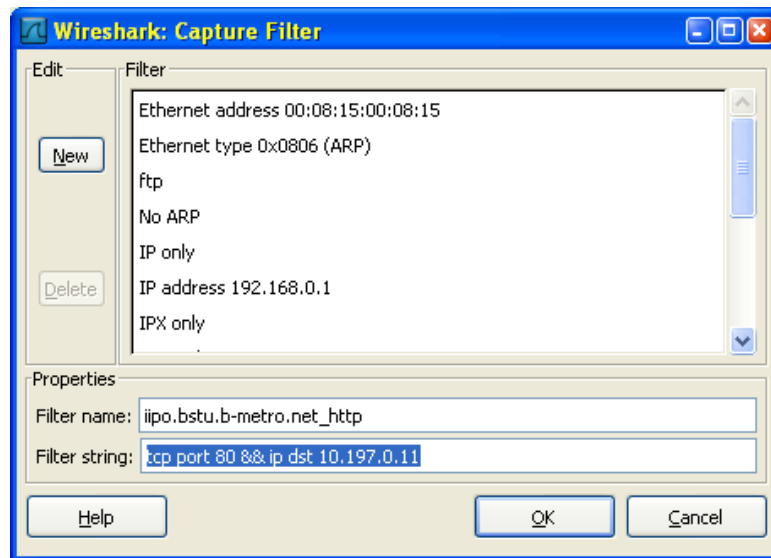 Wireshark: Capture Filter
Edit
Filter
New
Delete
Ethernet address 00:08:15:00:08:15
Ethernet type 0x0806 (ARP)
ftp
No ARP
IP only
IP address 192.168.0.1
IPX only
Properties
Filter name: iipo.bstu.b-metro.net_http
Filter string: tcp port 80 && ip dst 10.197.0.11
Help
OK
Cancel